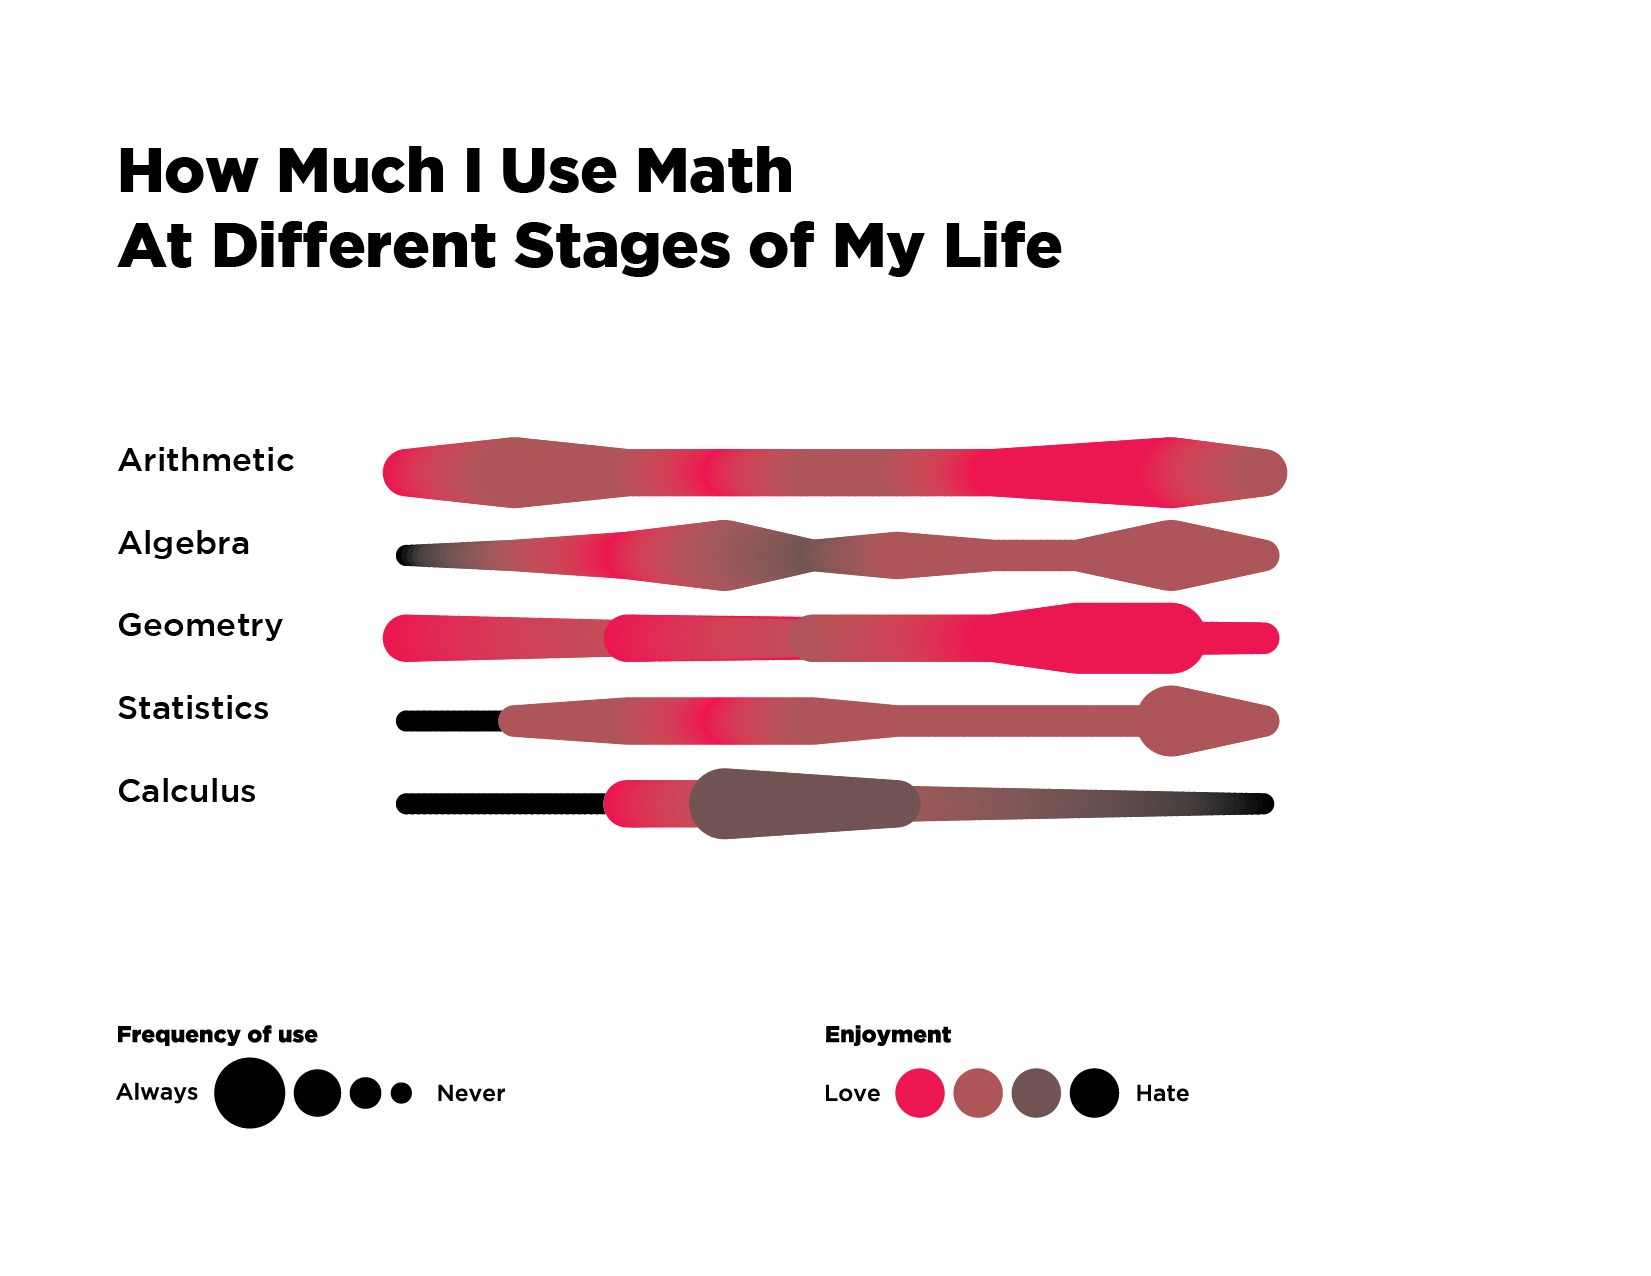 How Much I Use Math
At Different Stages of My Life
Arithmetic
Algebra
Geometry
Statistics
Calculus
Frequency of use
Always
Never
Enjoyment
Love
Hate